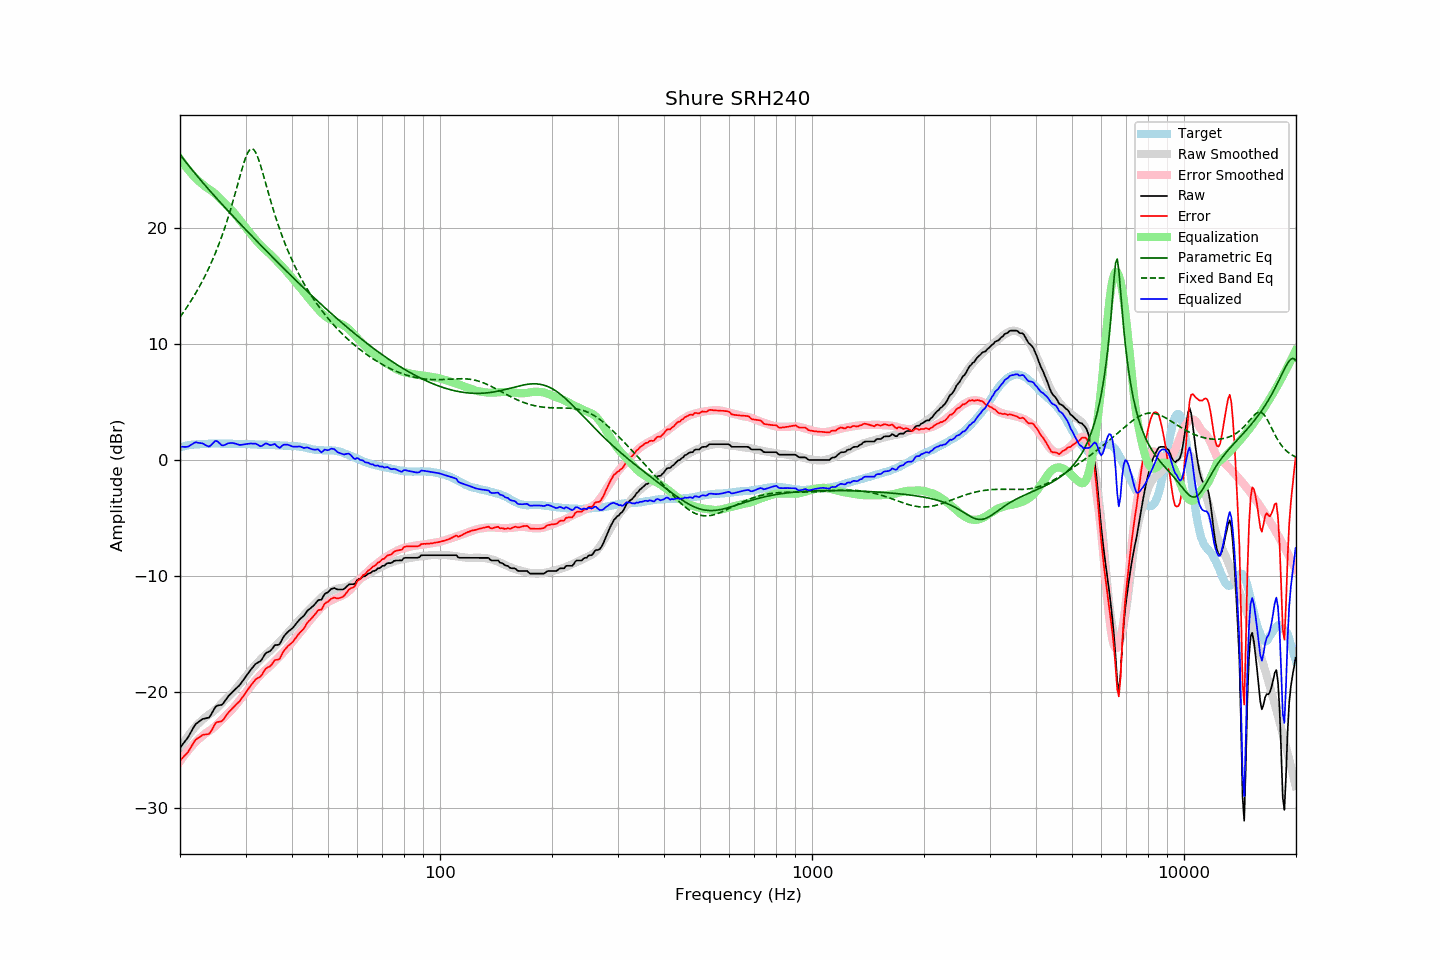 Shure SRH240
Target
Raw Smoothed
Error Smoothed
Raw
Error
Equalization
Parametric Eq
Fixed Band Eq
Equalized
20
10
0
−10
−20
−30
Amplitude (dBr)
100
1000
10000
Frequency (Hz)